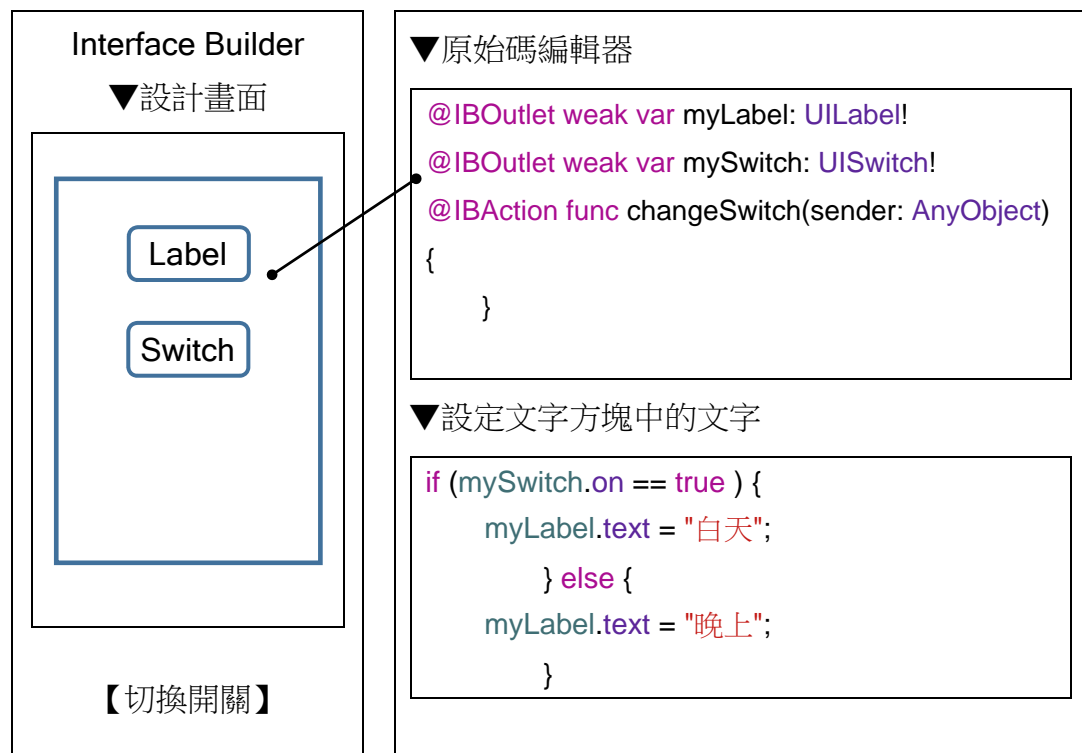 Interface Builder
▼設計畫面
Label
Switch
【切換開關】
▼原始碼編輯器
@IBOutlet weak var myLabel: UILabel!
@IBOutlet weak var mySwitch: UISwitch!
@IBAction func changeSwitch(sender: AnyObject)
{
}
▼設定文字方塊中的文字
if (mySwitch.on == true ) {
myLabel.text = "白天";
} else {
myLabel.text = "晚上";
}